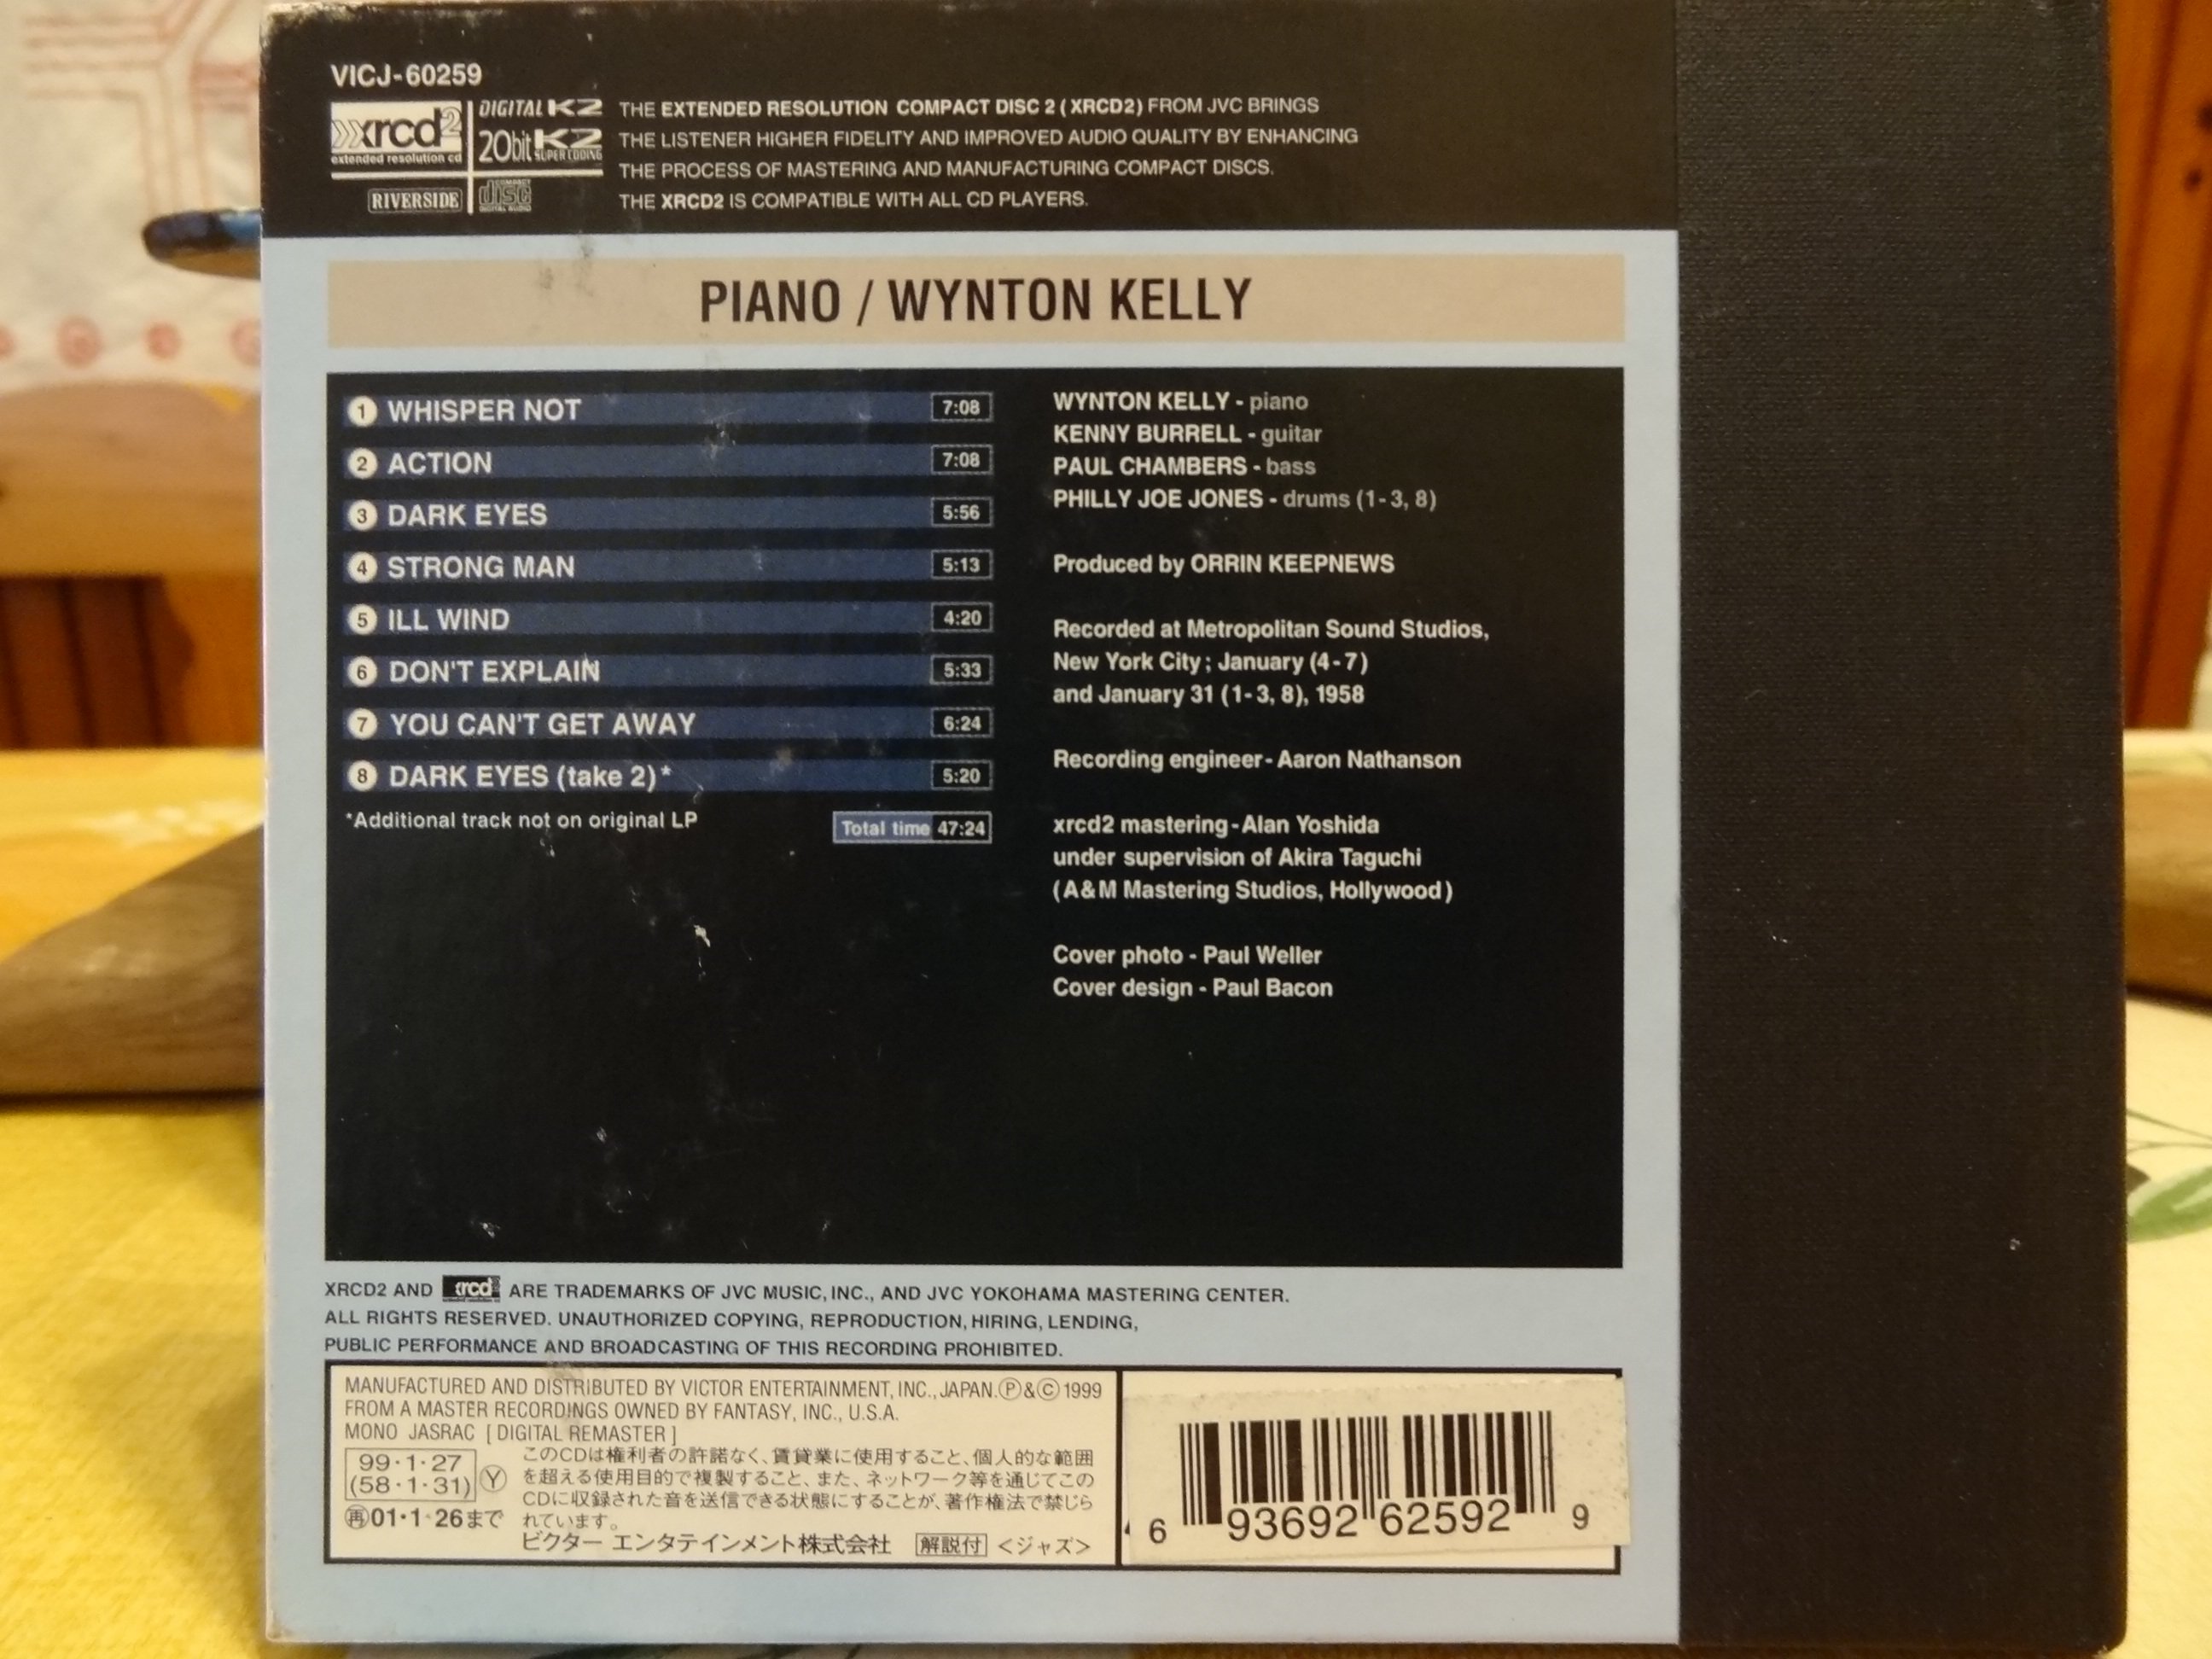 VICJ-60259
xrcd2
extended resolution cd
DIGITAL K2
20bit K2
SUPER CODING
RIVERSIDE
COMPACT
disc
DIGITAL AUDIO
THE EXTENDED RESOLUTION COMPACT DISC 2 (XRCD2) FROM JVC BRINGS
THE LISTENER HIGHER FIDELITY AND IMPROVED AUDIO QUALITY BY ENHANCING
THE PROCESS OF MASTERING AND MANUFACTURING COMPACT DISCS.
THE XRCD2 IS COMPATIBLE WITH ALL CD PLAYERS.
PIANO / WYNTON KELLY
1 WHISPER NOT 7:08
2 ACTION 7:08
3 DARK EYES 5:56
4 STRONG MAN 5:13
5 ILL WIND 4:20
6 DON'T EXPLAIN 5:33
7 YOU CAN'T GET AWAY 6:24
8 DARK EYES (take 2)* 5:20
*Additional track not on original LP
Total time 47:24
WYNTON KELLY - piano
KENNY BURRELL - guitar
PAUL CHAMBERS - bass
PHILLY JOE JONES - drums (1-3, 8)
Produced by ORRIN KEEPNEWS
Recorded at Metropolitan Sound Studios,
New York City; January (4-7)
and January 31 (1-3, 8), 1958
Recording engineer-Aaron Nathanson
xrcd2 mastering-Alan Yoshida
under supervision of Akira Taguchi
(A&M Mastering Studios, Hollywood)
Cover photo - Paul Weller
Cover design - Paul Bacon
XRCD2 AND xrcd2 ARE TRADEMARKS OF JVC MUSIC, INC., AND JVC YOKOHAMA MASTERING CENTER.
ALL RIGHTS RESERVED. UNAUTHORIZED COPYING, REPRODUCTION, HIRING, LENDING,
PUBLIC PERFORMANCE AND BROADCASTING OF THIS RECORDING PROHIBITED.
MANUFACTURED AND DISTRIBUTED BY VICTOR ENTERTAINMENT, INC., JAPAN.Ⓟ&Ⓒ1999
FROM A MASTER RECORDINGS OWNED BY FANTASY, INC., U.S.A.
MONO JASRAC [DIGITAL REMASTER]
99・1・27
(58・1・31) Ⓨ
㊢01・1・26まで
このCDは権利者の許諾なく、賃貸業に使用すること、個人的な範囲
を超える使用目的で複製すること、また、ネットワーク等を通じてこの
CDに収録された音を送信できる状態にすることが、著作権法で禁じら
れています。
ビクター エンタテインメント株式会社 解説付 <ジャズ>
6 93692 62592 9